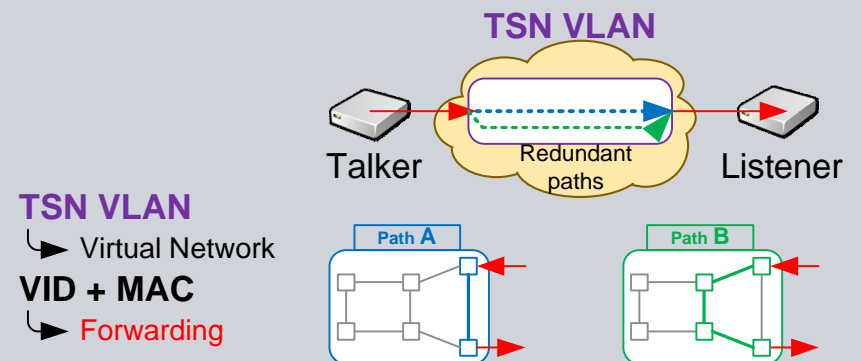 TSN VLAN
Talker
Redundant
paths
Listener
TSN VLAN
Virtual Network
VID + MAC
Forwarding
Path A
Path B